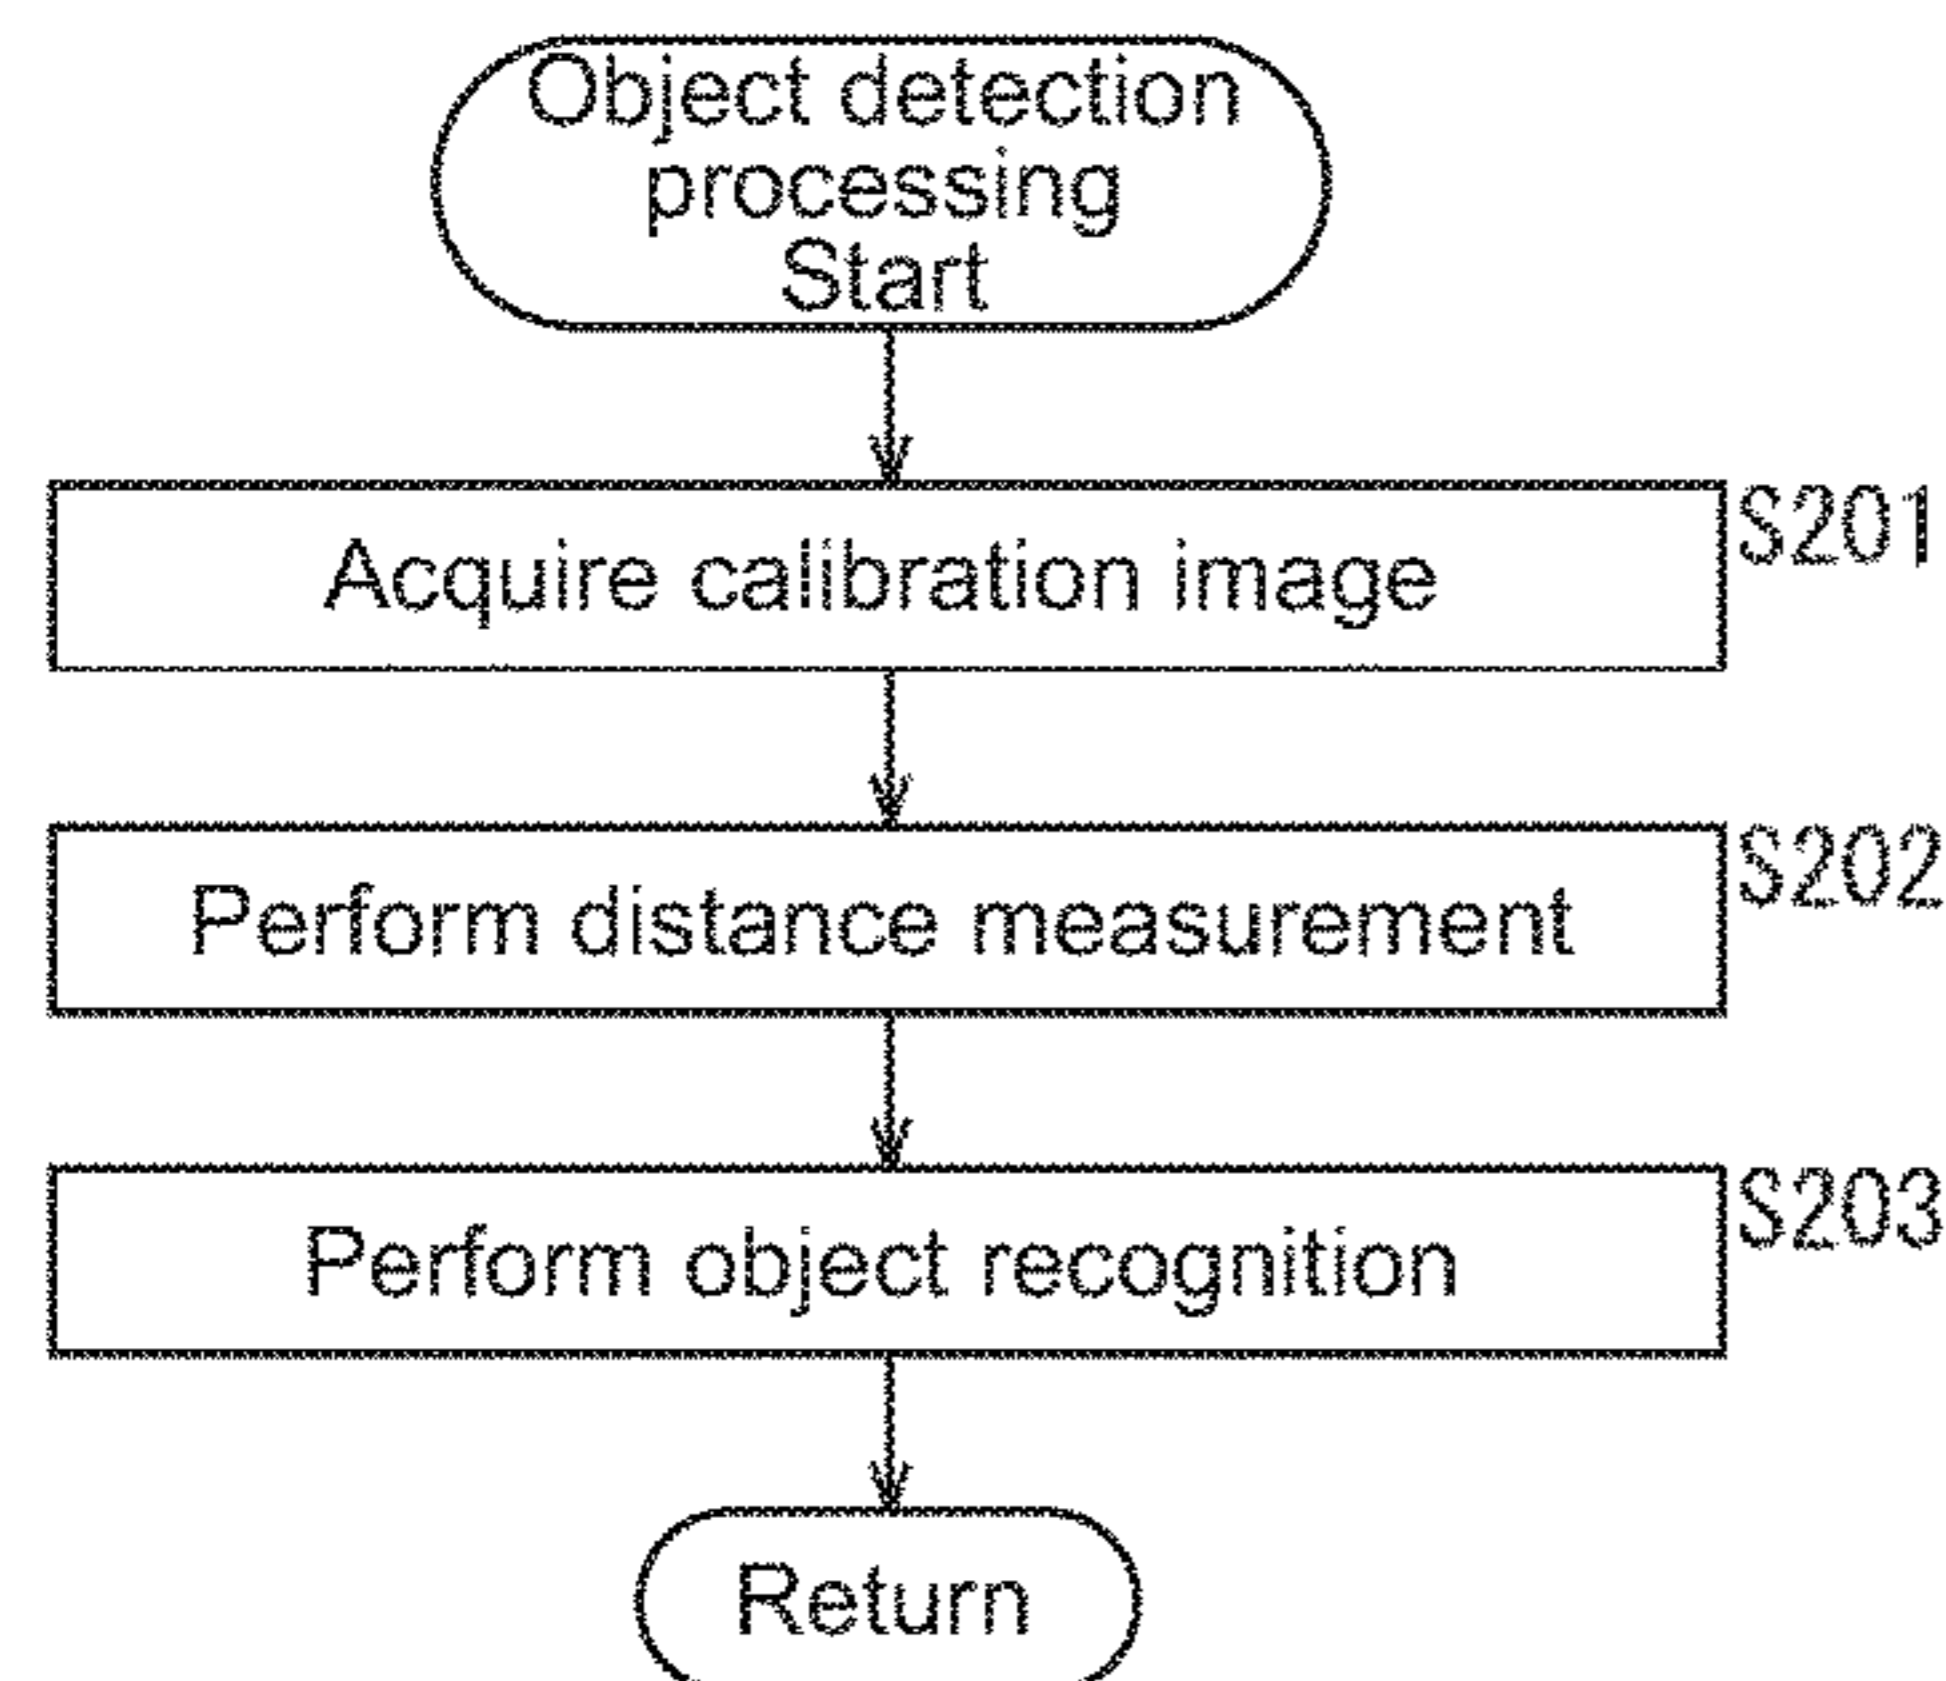 Object detection
processing
Start
S201
Acquire calibration image
S202
Perform distance measurement
S203
Perform object recognition
Return